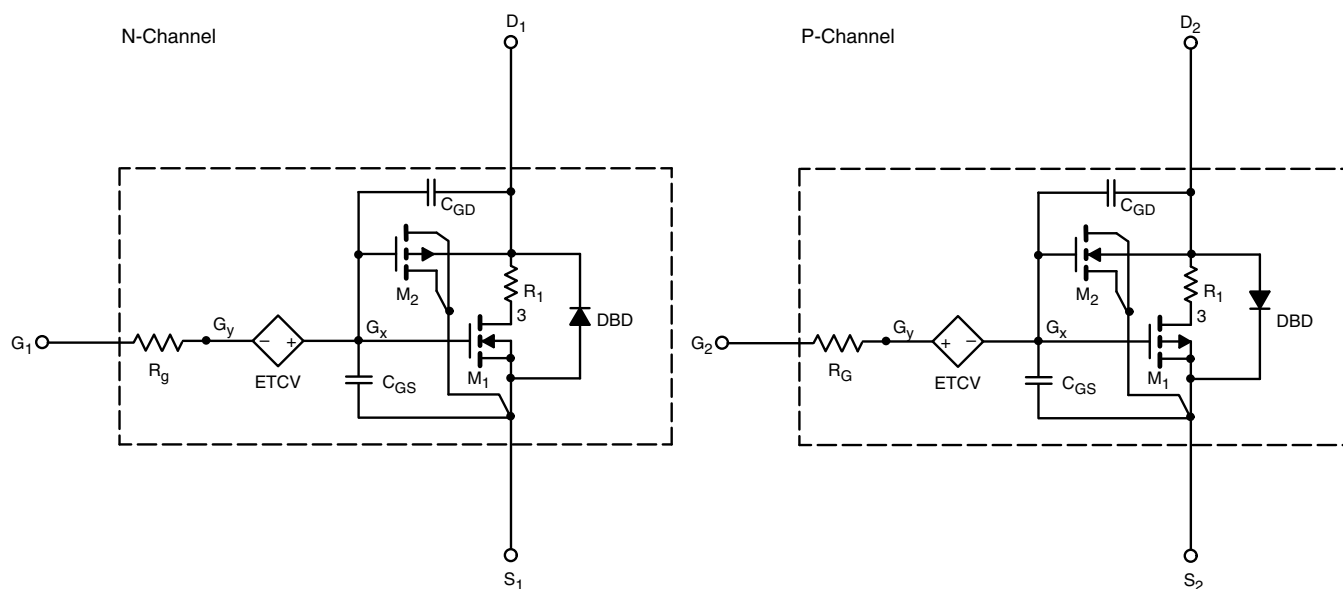 N-Channel
D1
CGD
M2
R1
3
DBD
G1
Rg
Gy
− +
ETCV
Gx
M1
CGS
S1
P-Channel
D2
CGD
M2
R1
3
DBD
G2
RG
Gy
+ −
ETCV
Gx
M1
CGS
S2